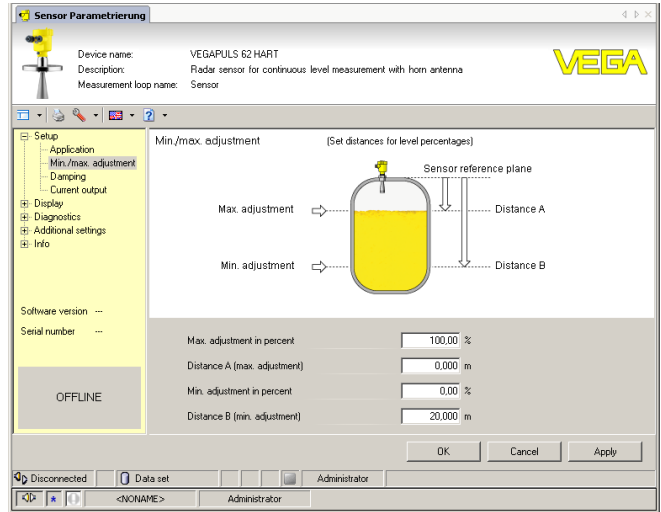 Sensor Parametrierung
Device name: VEGAPULS 62 HART
Description: Radar sensor for continuous level measurement with horn antenna
Measurement loop name: Sensor
VEGA
Setup
Application
Min./max. adjustment
Damping
Current output
Display
Diagnostics
Additional settings
Info
Software version ---
Serial number ---
OFFLINE
Min./max. adjustment (Set distances for level percentages)
Sensor reference plane
Max. adjustment Distance A
Min. adjustment Distance B
Max. adjustment in percent 100,00 %
Distance A (max. adjustment) 0,000 m
Min. adjustment in percent 0,00 %
Distance B (min. adjustment) 20,000 m
OK Cancel Apply
Disconnected Data set Administrator
<NONAME> Administrator